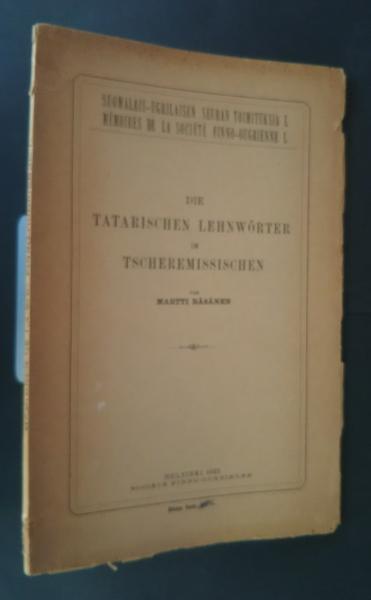 SUOMALAIS-UGRILAISEN SEURAN TOIMITUKSIA L
MÉMOIRES DE LA SOCIÉTÉ FINNO-OUGRIENNE L
DIE
TATARISCHEN LEHNWÖRTER
IM
TSCHEREMISSISCHEN
VON
MARTTI RÄSÄNEN
HELSINKI 1923
SOCIÉTÉ FINNO-OUGRIENNE